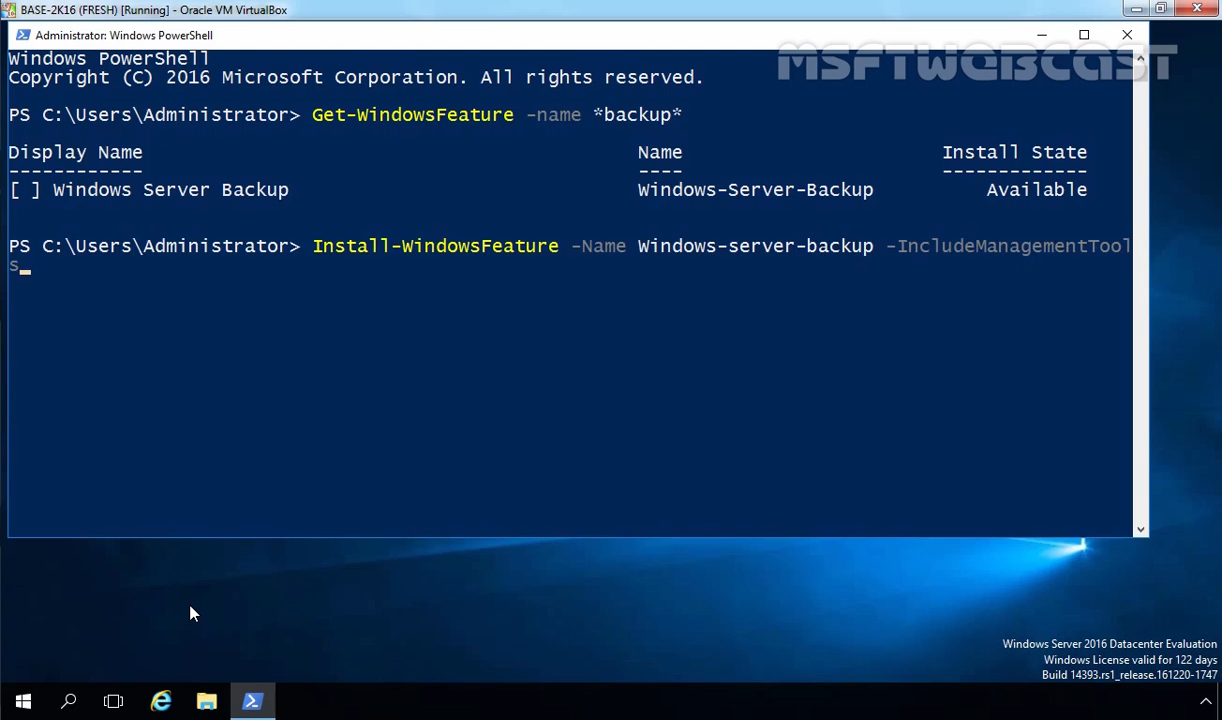 BASE-2K16 (FRESH) [Running] - Oracle VM VirtualBox
Administrator: Windows PowerShell
MSFTWEBCAST
Windows PowerShell
Copyright (C) 2016 Microsoft Corporation. All rights reserved.
PS C:\Users\Administrator> Get-WindowsFeature -name *backup*
Display Name Name Install State
------------ ---- -------------
[ ] Windows Server Backup Windows-Server-Backup Available
PS C:\Users\Administrator> Install-WindowsFeature -Name Windows-server-backup -IncludeManagementTool
s
Windows Server 2016 Datacenter Evaluation
Windows License valid for 122 days
Build 14393.rs1_release.161220-1747